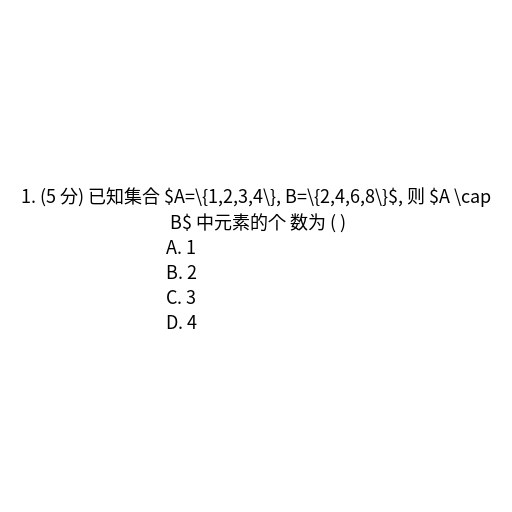 1. (5 分) 已知集合 $A=\{1,2,3,4\}, B=\{2,4,6,8\}$, 则 $A \cap
B$ 中元素的个 数为 ( )
A. 1
B. 2
C. 3
D. 4